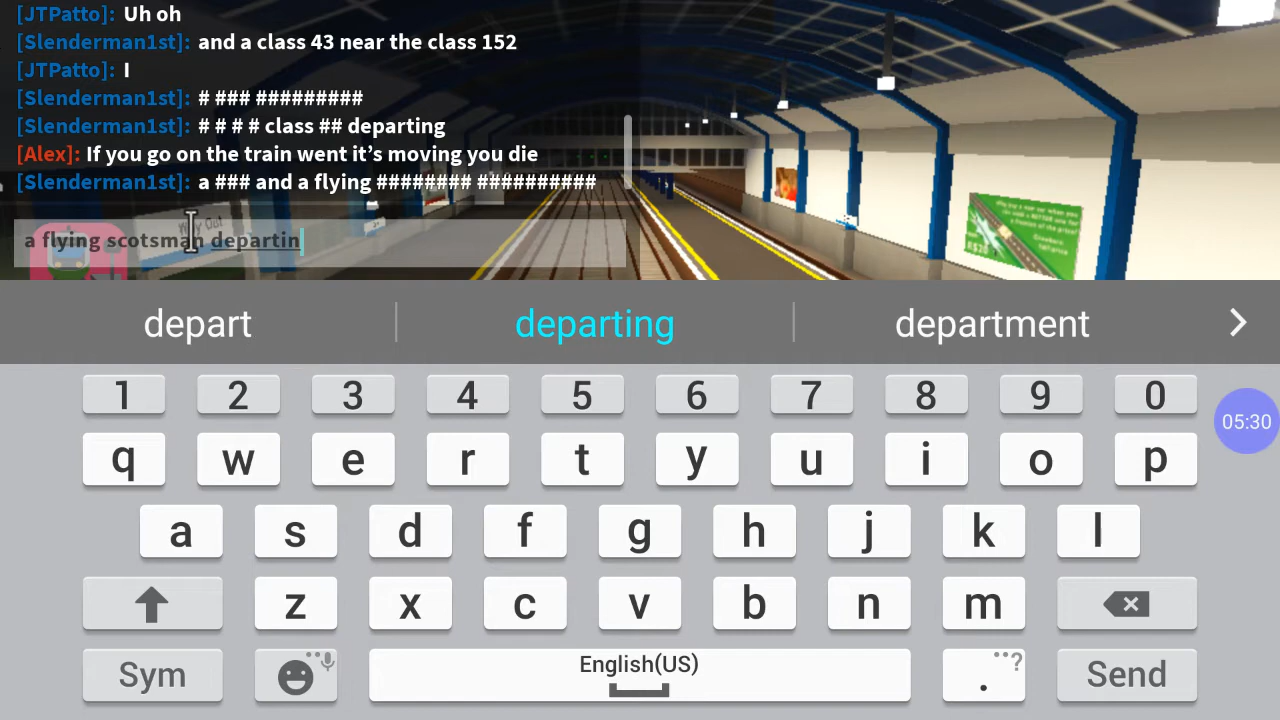 [JTPatto]: Uh oh
[Slenderman1st]: and a class 43 near the class 152
[JTPatto]: I
[Slenderman1st]: # ### #########
[Slenderman1st]: # # # # class ## departing
[Alex]: If you go on the train went it’s moving you die
[Slenderman1st]: a ### and a flying ######## ##########
Way Out
a flying scotsman departin
depart departing department
1 2 3 4 5 6 7 8 9 0
05:30
q w e r t y u i o p
a s d f g h j k l
z x c v b n m
Sym English(US) . ? Send